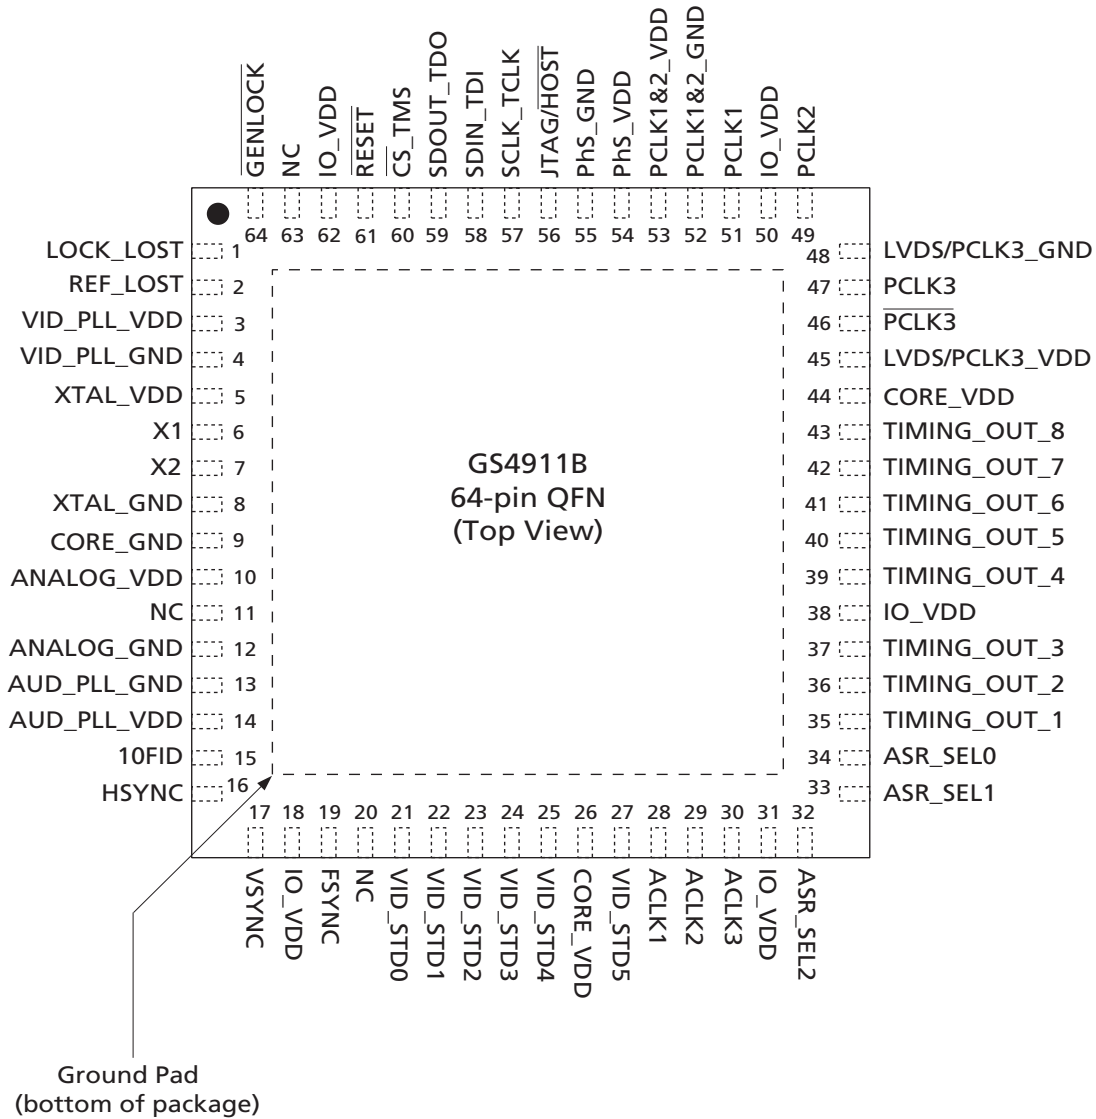 GENLOCK
NC
IO_VDD
RESET
CS_TMS
SDOUT_TDO
SDIN_TDI
SCLK_TCLK
JTAG/HOST
PhS_GND
PhS_VDD
PCLK1&2_VDD
PCLK1&2_GND
PCLK1
IO_VDD
PCLK2
64 63 62 61 60 59 58 57 56 55 54 53 52 51 50 49
LOCK_LOST 1
REF_LOST 2
VID_PLL_VDD 3
VID_PLL_GND 4
XTAL_VDD 5
X1 6
X2 7
XTAL_GND 8
CORE_GND 9
ANALOG_VDD 10
NC 11
ANALOG_GND 12
AUD_PLL_GND 13
AUD_PLL_VDD 14
10FID 15
HSYNC 16
GS4911B
64-pin QFN
(Top View)
48 LVDS/PCLK3_GND
47 PCLK3
46 PCLK3
45 LVDS/PCLK3_VDD
44 CORE_VDD
43 TIMING_OUT_8
42 TIMING_OUT_7
41 TIMING_OUT_6
40 TIMING_OUT_5
39 TIMING_OUT_4
38 IO_VDD
37 TIMING_OUT_3
36 TIMING_OUT_2
35 TIMING_OUT_1
34 ASR_SEL0
33 ASR_SEL1
17 18 19 20 21 22 23 24 25 26 27 28 29 30 31 32
VSYNC
IO_VDD
FSYNC
NC
VID_STD0
VID_STD1
VID_STD2
VID_STD3
VID_STD4
CORE_VDD
VID_STD5
ACLK1
ACLK2
ACLK3
IO_VDD
ASR_SEL2
Ground Pad
(bottom of package)